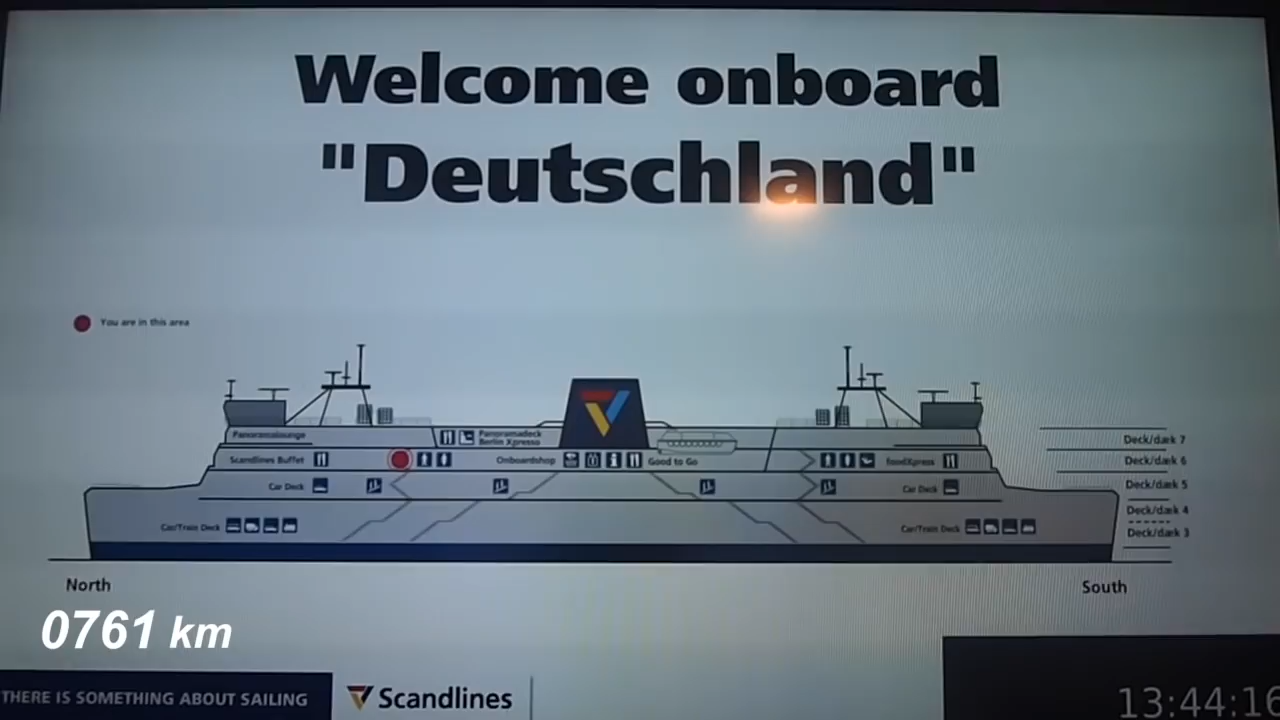 Welcome onboard
"Deutschland"
You are in this area
Panoramalounge
Panoramadeck
Berlin Xpresso
Deck/dæk 7
Scandlines Buffet
Onboardshop
Good to Go
foodXpress
Deck/dæk 6
Car Deck
Car Deck
Deck/dæk 5
Deck/dæk 4
Car/Train Deck
Car/Train Deck
Deck/dæk 3
North
South
0761 km
THERE IS SOMETHING ABOUT SAILING
Scandlines
13:44:16